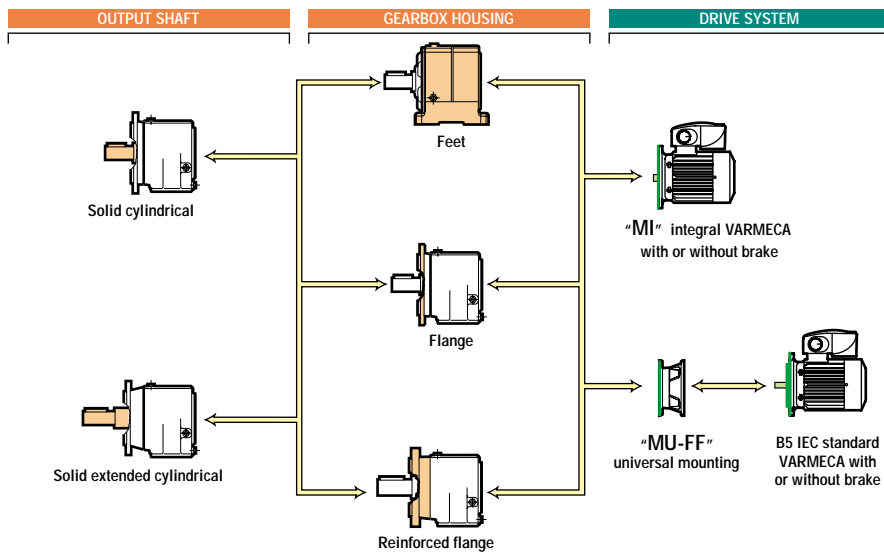 OUTPUT SHAFT
GEARBOX HOUSING
DRIVE SYSTEM
Feet
Solid cylindrical
"MI" integral VARMECA
with or without brake
Flange
Solid extended cylindrical
"MU-FF"
universal mounting
B5 IEC standard
VARMECA with
or without brake
Reinforced flange